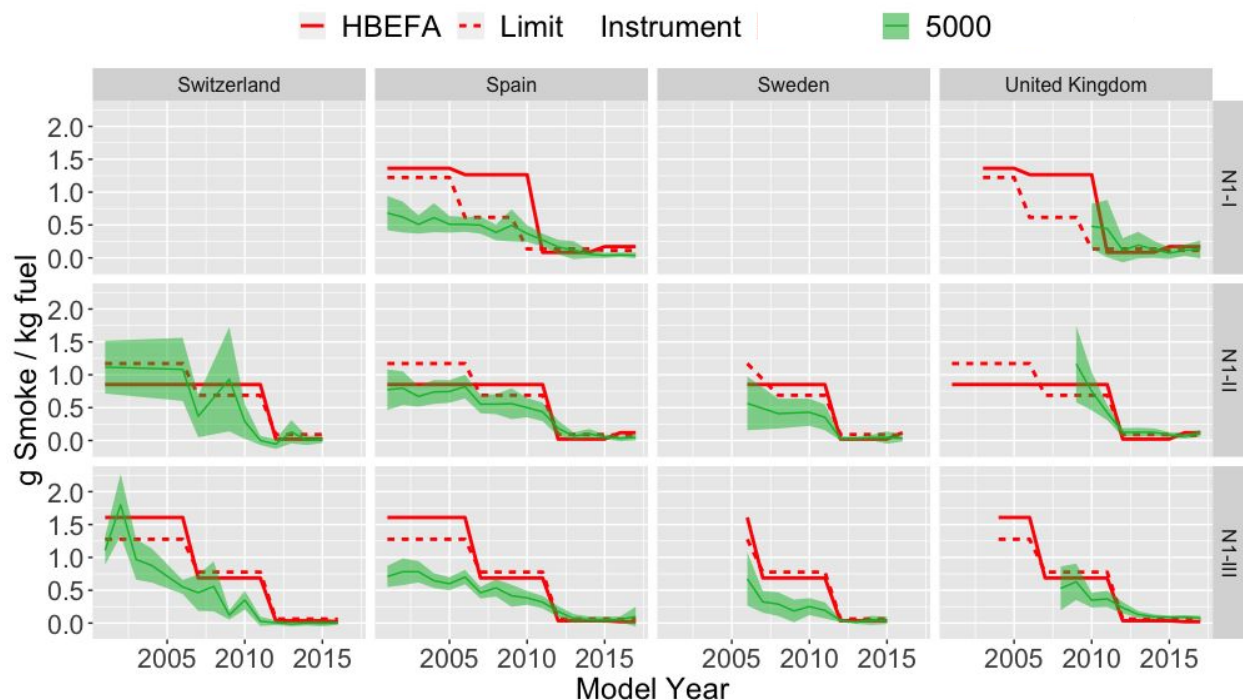 HBEFA Limit Instrument 5000
Switzerland Spain Sweden United Kingdom
g Smoke / kg fuel
2.0
1.5
1.0
0.5
0.0
N1-I
2.0
1.5
1.0
0.5
0.0
N1-II
2.0
1.5
1.0
0.5
0.0
N1-III
2005 2010 2015 2005 2010 2015 2005 2010 2015 2005 2010 2015
Model Year